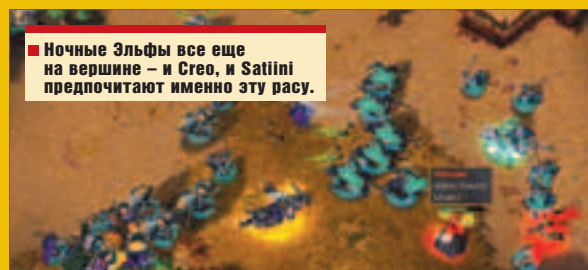 Ночные Эльфы все еще
на вершине – и Creo, и Satiini
предпочитают именно эту расу.